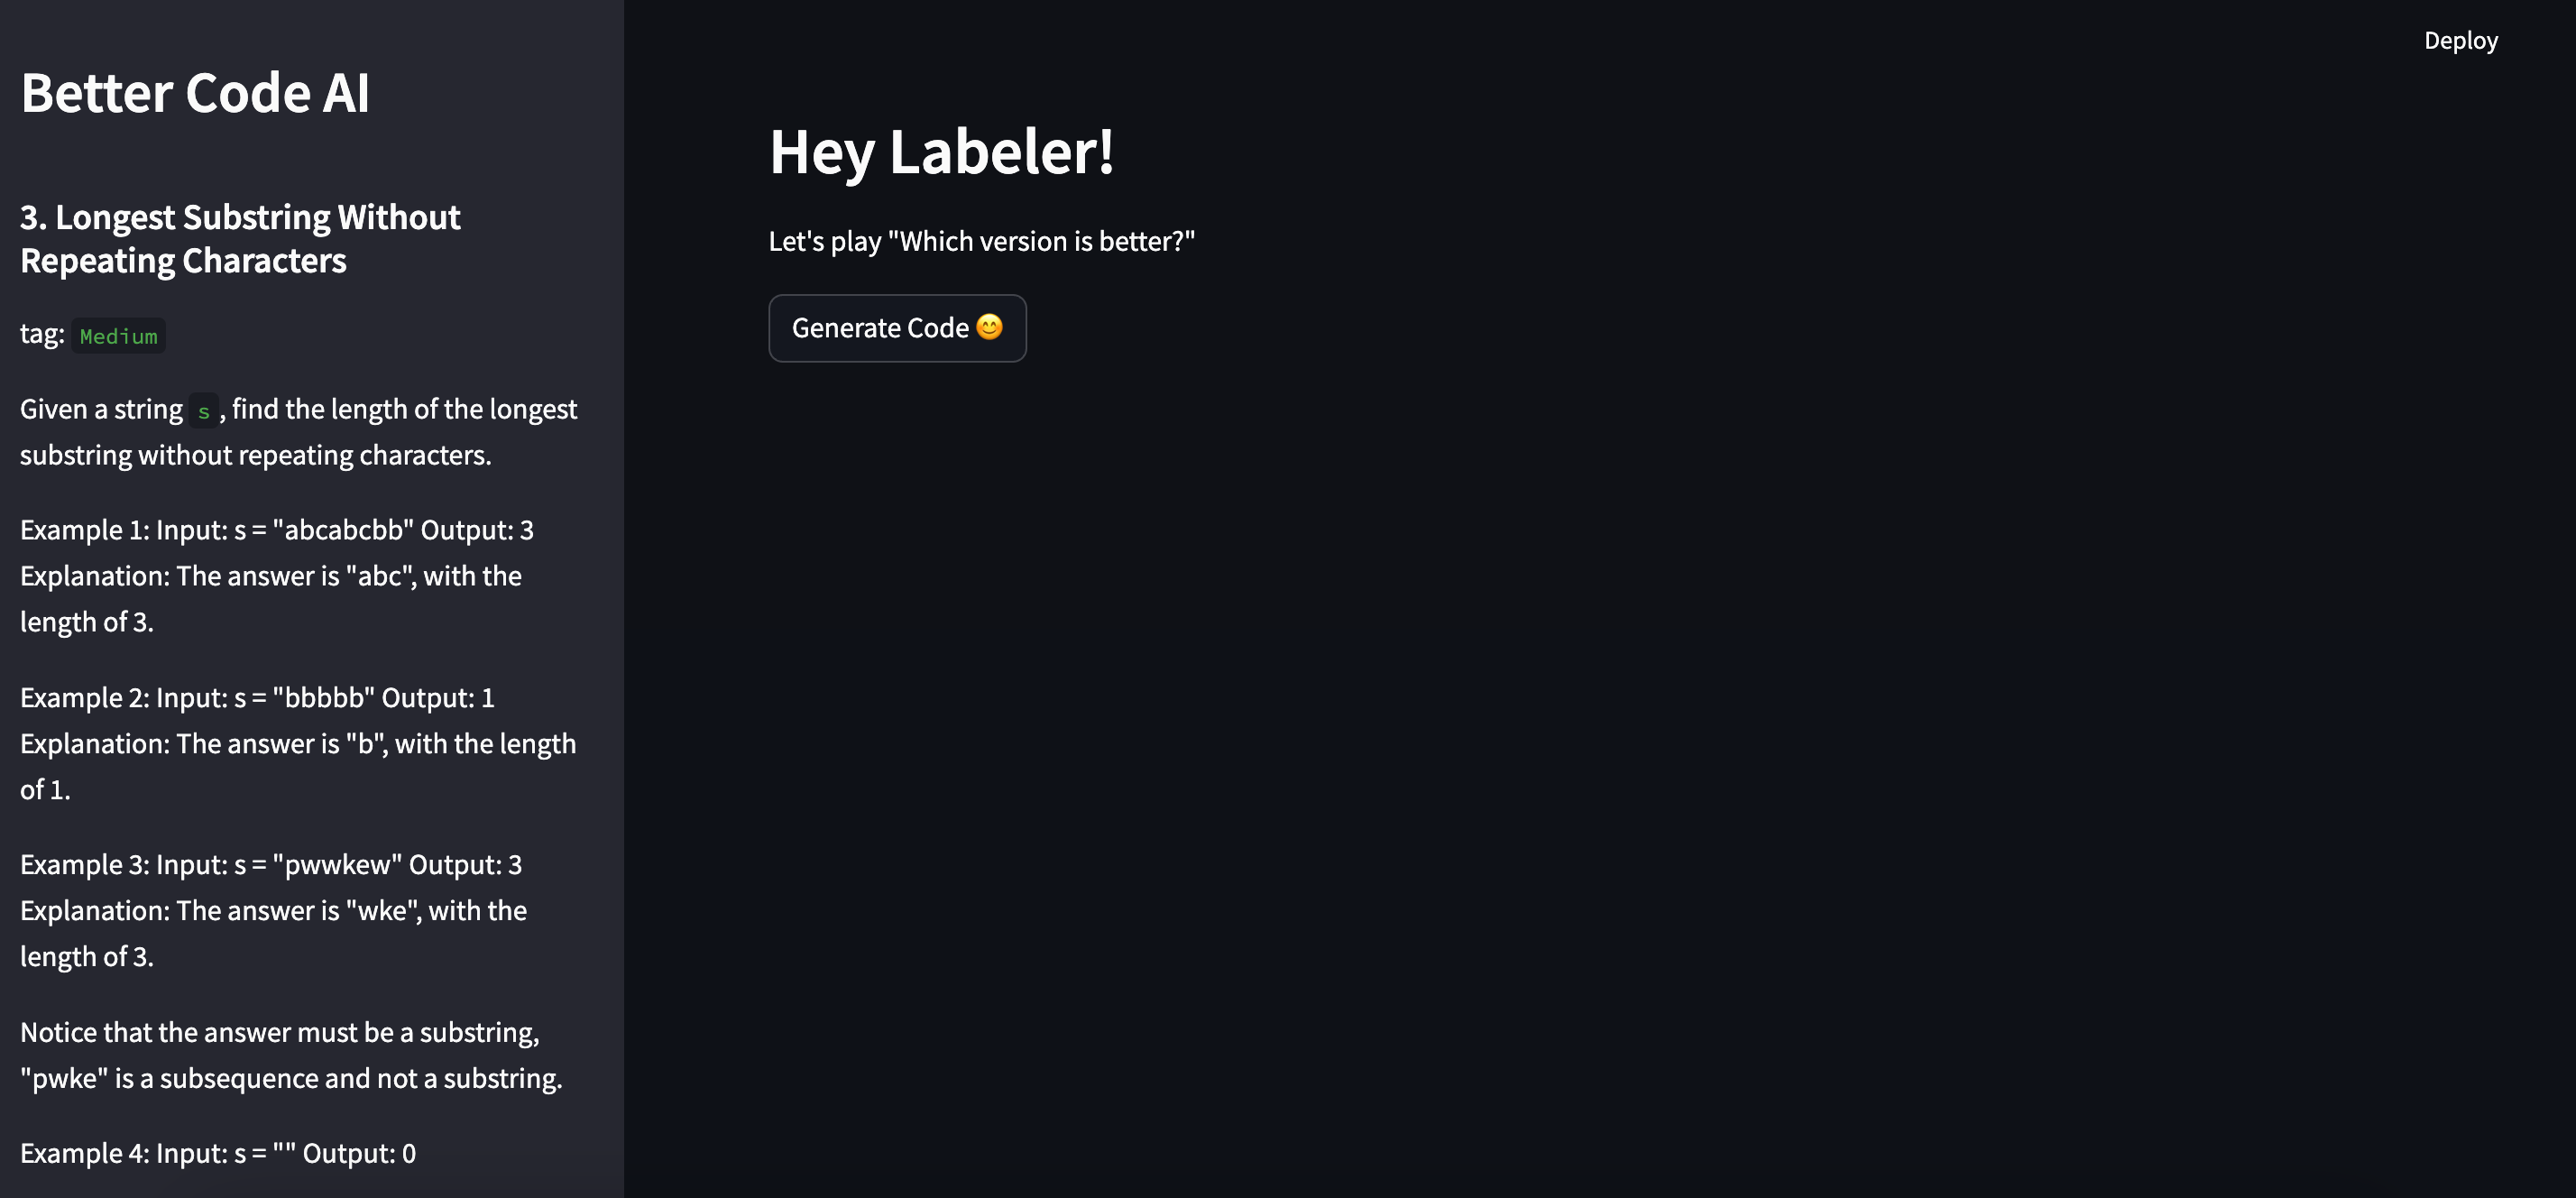 Better Code AI
3. Longest Substring Without
Repeating Characters
tag: Medium
Given a string s, find the length of the longest
substring without repeating characters.
Example 1: Input: s = "abcabcbb" Output: 3
Explanation: The answer is "abc", with the
length of 3.
Example 2: Input: s = "bbbbb" Output: 1
Explanation: The answer is "b", with the length
of 1.
Example 3: Input: s = "pwwkew" Output: 3
Explanation: The answer is "wke", with the
length of 3.
Notice that the answer must be a substring,
"pwke" is a subsequence and not a substring.
Example 4: Input: s = "" Output: 0
Deploy
Hey Labeler!
Let's play "Which version is better?"
Generate Code 😊